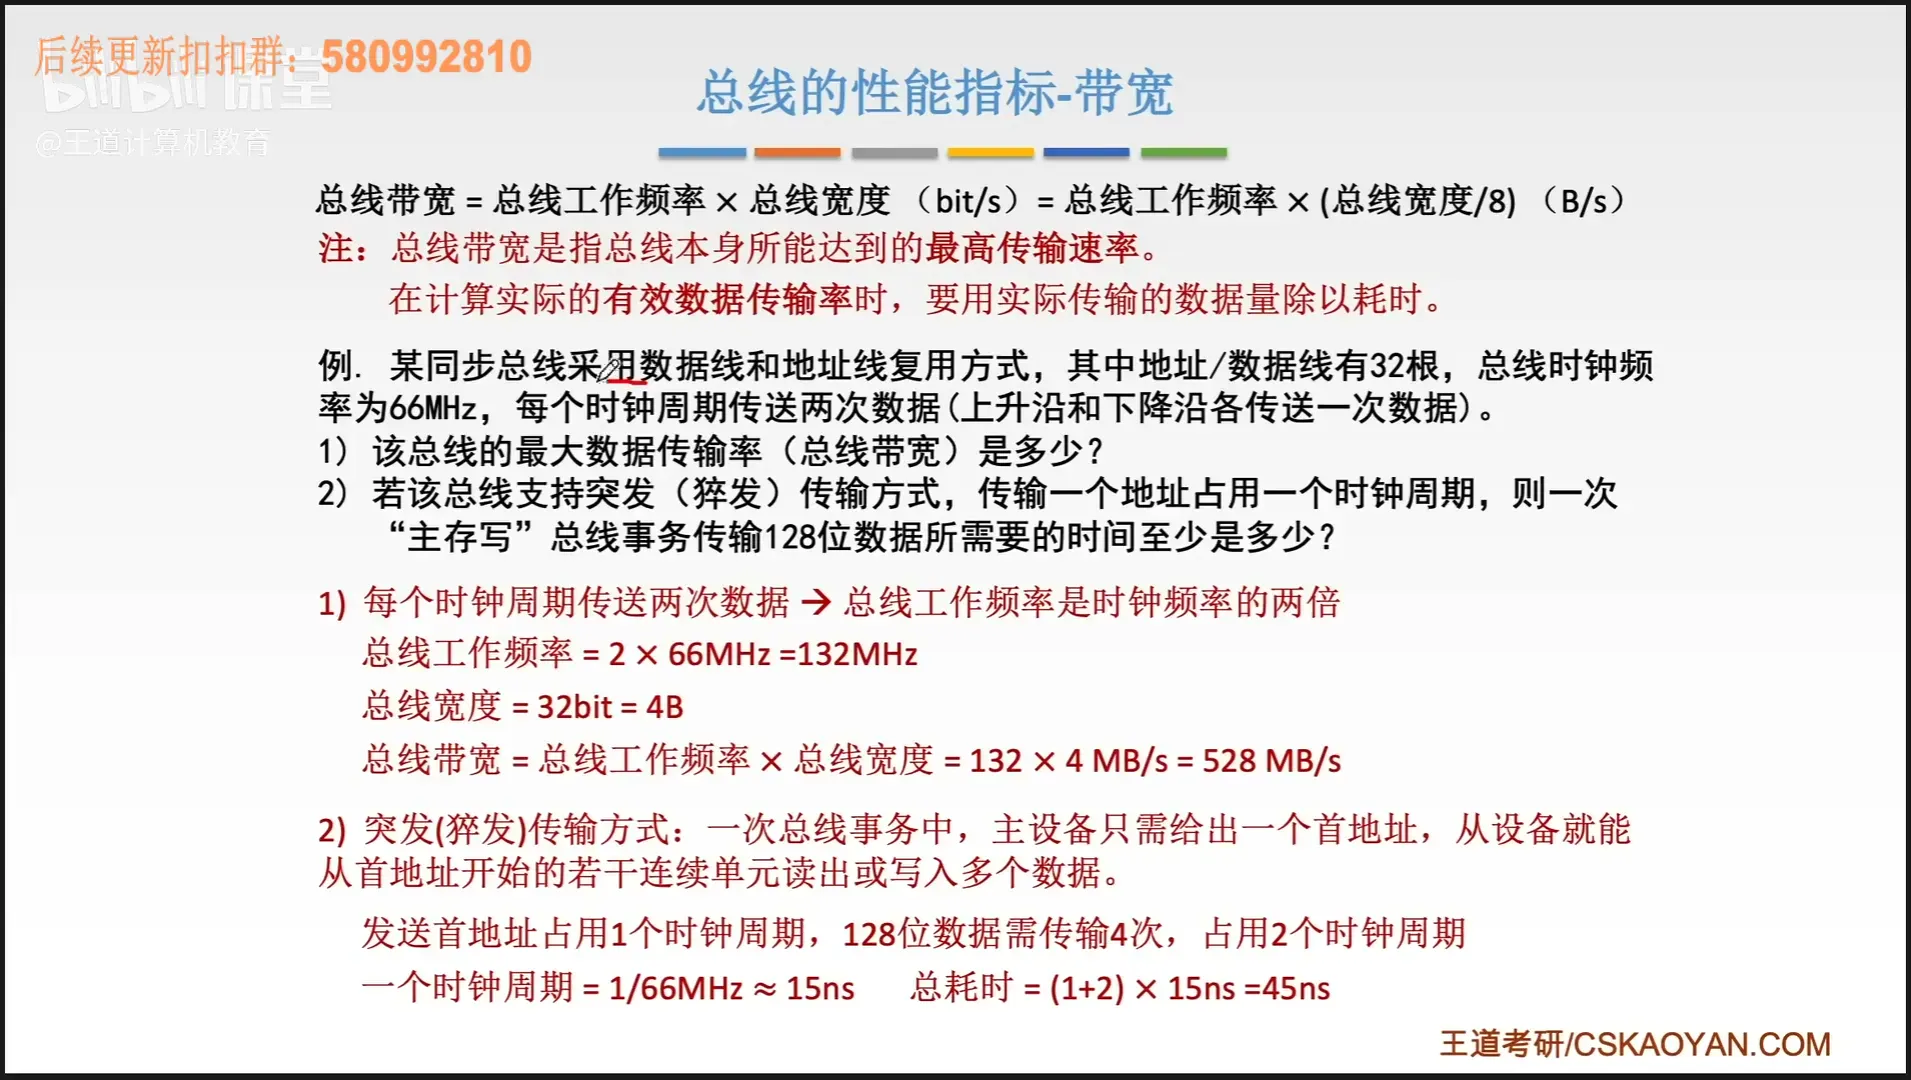 后续更新扣扣群：580992810
bilibili 课堂
@王道计算机教育
总线的性能指标-带宽
总线带宽 = 总线工作频率 × 总线宽度 （bit/s）= 总线工作频率 × (总线宽度/8) （B/s）
注：总线带宽是指总线本身所能达到的最高传输速率。
在计算实际的有效数据传输率时，要用实际传输的数据量除以耗时。
例. 某同步总线采用数据线和地址线复用方式，其中地址/数据线有32根，总线时钟频
率为66MHz，每个时钟周期传送两次数据(上升沿和下降沿各传送一次数据)。
1) 该总线的最大数据传输率（总线带宽）是多少？
2) 若该总线支持突发（猝发）传输方式，传输一个地址占用一个时钟周期，则一次
“主存写”总线事务传输128位数据所需要的时间至少是多少？
1) 每个时钟周期传送两次数据 → 总线工作频率是时钟频率的两倍
总线工作频率 = 2 × 66MHz =132MHz
总线宽度 = 32bit = 4B
总线带宽 = 总线工作频率 × 总线宽度 = 132 × 4 MB/s = 528 MB/s
2) 突发(猝发)传输方式：一次总线事务中，主设备只需给出一个首地址，从设备就能
从首地址开始的若干连续单元读出或写入多个数据。
发送首地址占用1个时钟周期，128位数据需传输4次，占用2个时钟周期
一个时钟周期 = 1/66MHz ≈ 15ns 总耗时 = (1+2) × 15ns =45ns
王道考研/CSKAOYAN.COM